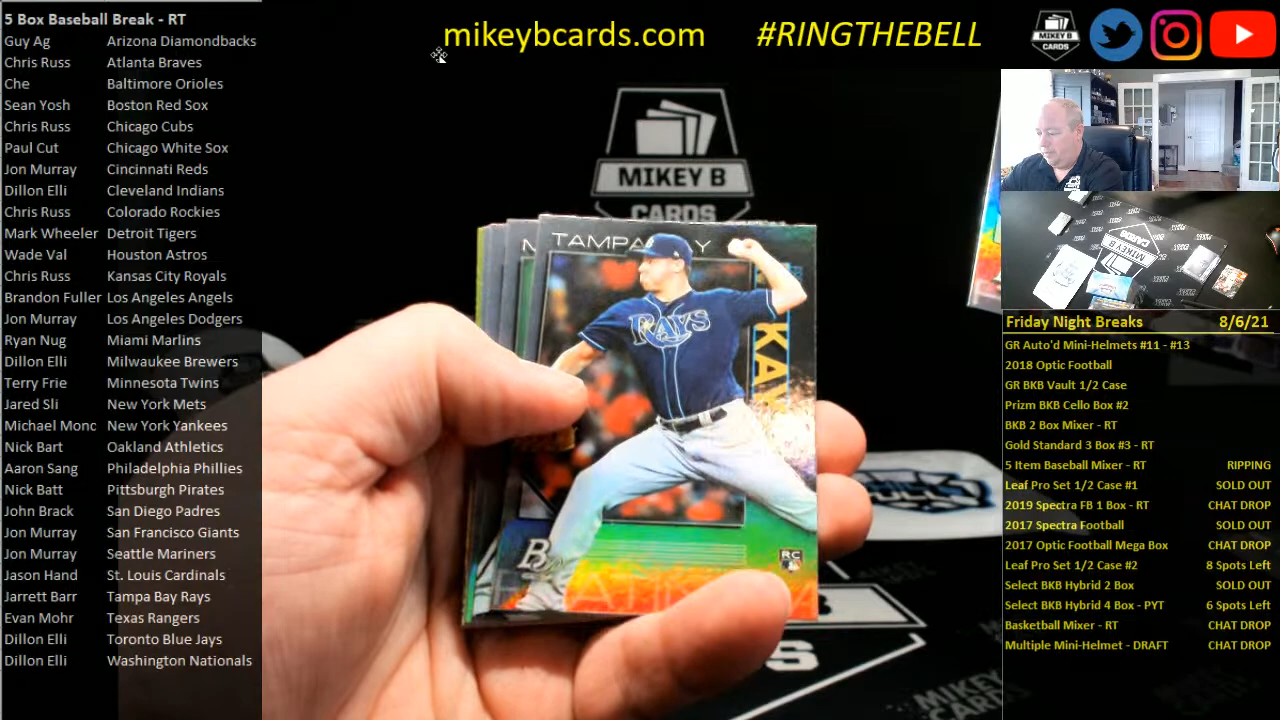 5 Box Baseball Break - RT
Guy Ag Arizona Diamondbacks
Chris Russ Atlanta Braves
Che Baltimore Orioles
Sean Yosh Boston Red Sox
Chris Russ Chicago Cubs
Paul Cut Chicago White Sox
Jon Murray Cincinnati Reds
Dillon Elli Cleveland Indians
Chris Russ Colorado Rockies
Mark Wheeler Detroit Tigers
Wade Val Houston Astros
Chris Russ Kansas City Royals
Brandon Fuller Los Angeles Angels
Jon Murray Los Angeles Dodgers
Ryan Nug Miami Marlins
Dillon Elli Milwaukee Brewers
Terry Frie Minnesota Twins
Jared Sli New York Mets
Michael Monc New York Yankees
Nick Bart Oakland Athletics
Aaron Sang Philadelphia Phillies
Nick Batt Pittsburgh Pirates
John Brack San Diego Padres
Jon Murray San Francisco Giants
Jon Murray Seattle Mariners
Jason Hand St. Louis Cardinals
Jarrett Barr Tampa Bay Rays
Evan Mohr Texas Rangers
Dillon Elli Toronto Blue Jays
Dillon Elli Washington Nationals
mikeybcards.com #RINGTHEBELL
MIKEY B
CARDS
MIKEY B
CARDS
TAMPA
RAYS
RC
Friday Night Breaks 8/6/21
GR Auto'd Mini-Helmets #11 - #13
2018 Optic Football
GR BKB Vault 1/2 Case
Prizm BKB Cello Box #2
BKB 2 Box Mixer - RT
Gold Standard 3 Box #3 - RT
5 Item Baseball Mixer - RT RIPPING
Leaf Pro Set 1/2 Case #1 SOLD OUT
2019 Spectra FB 1 Box - RT CHAT DROP
2017 Spectra Football SOLD OUT
2017 Optic Football Mega Box CHAT DROP
Leaf Pro Set 1/2 Case #2 8 Spots Left
Select BKB Hybrid 2 Box SOLD OUT
Select BKB Hybrid 4 Box - PYT 6 Spots Left
Basketball Mixer - RT CHAT DROP
Multiple Mini-Helmet - DRAFT CHAT DROP